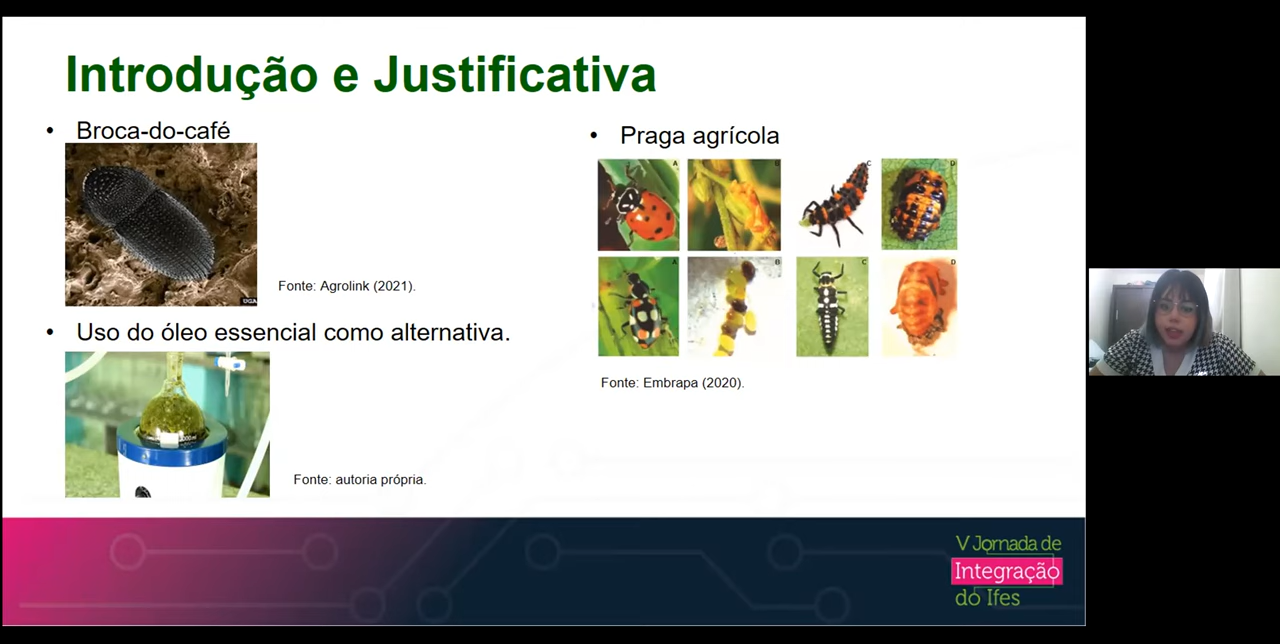 Introdução e Justificativa
• Broca-do-café
UGA
Fonte: Agrolink (2021).
• Uso do óleo essencial como alternativa.
Fonte: autoria própria.
• Praga agrícola
A B C D
A B C D
Fonte: Embrapa (2020).
V Jornada de
Integração
do Ifes